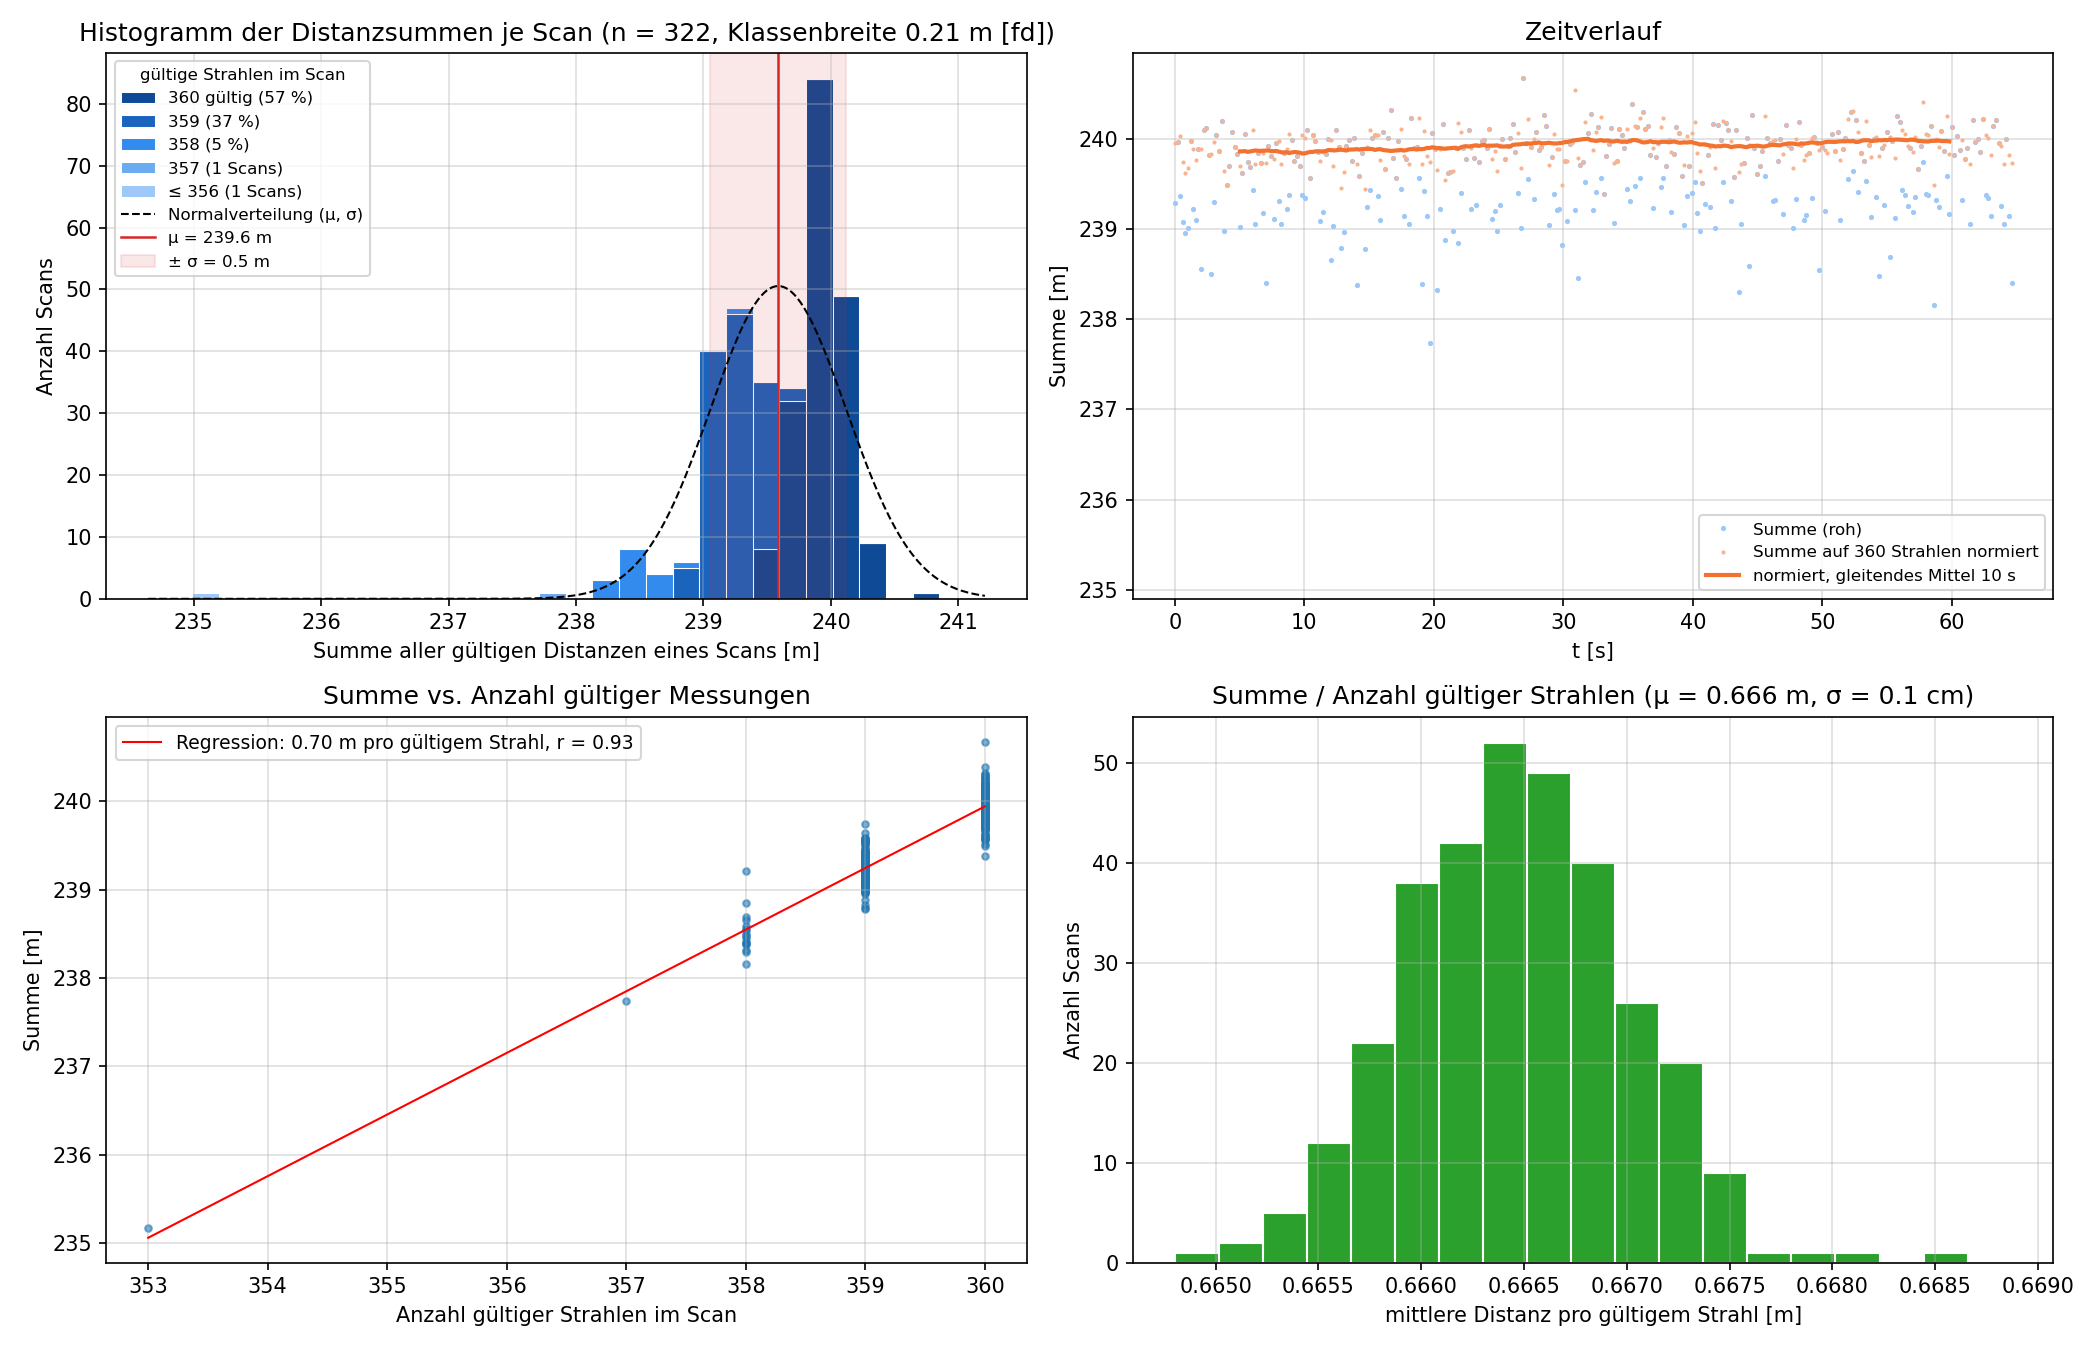 Histogramm der Distanzsummen je Scan (n = 322, Klassenbreite 0.21 m [fd])
gültige Strahlen im Scan
360 gültig (57 %)
359 (37 %)
358 (5 %)
357 (1 Scans)
≤ 356 (1 Scans)
Normalverteilung (μ, σ)
μ = 239.6 m
± σ = 0.5 m
Anzahl Scans
80
70
60
50
40
30
20
10
0
235 236 237 238 239 240 241
Summe aller gültigen Distanzen eines Scans [m]
Zeitverlauf
Summe [m]
240
239
238
237
236
235
Summe (roh)
Summe auf 360 Strahlen normiert
normiert, gleitendes Mittel 10 s
0 10 20 30 40 50 60
t [s]
Summe vs. Anzahl gültiger Messungen
Regression: 0.70 m pro gültigem Strahl, r = 0.93
Summe [m]
240
239
238
237
236
235
353 354 355 356 357 358 359 360
Anzahl gültiger Strahlen im Scan
Summe / Anzahl gültiger Strahlen (μ = 0.666 m, σ = 0.1 cm)
Anzahl Scans
50
40
30
20
10
0
0.6650 0.6655 0.6660 0.6665 0.6670 0.6675 0.6680 0.6685 0.6690
mittlere Distanz pro gültigem Strahl [m]